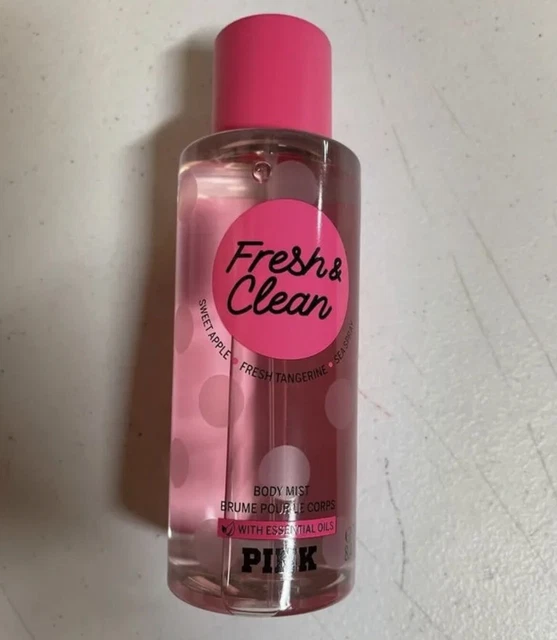 Fresh &
Clean
SWEET APPLE • FRESH TANGERINE • SEA SPRAY
BODY MIST
BRUME POUR LE CORPS
WITH ESSENTIAL OILS
PINK